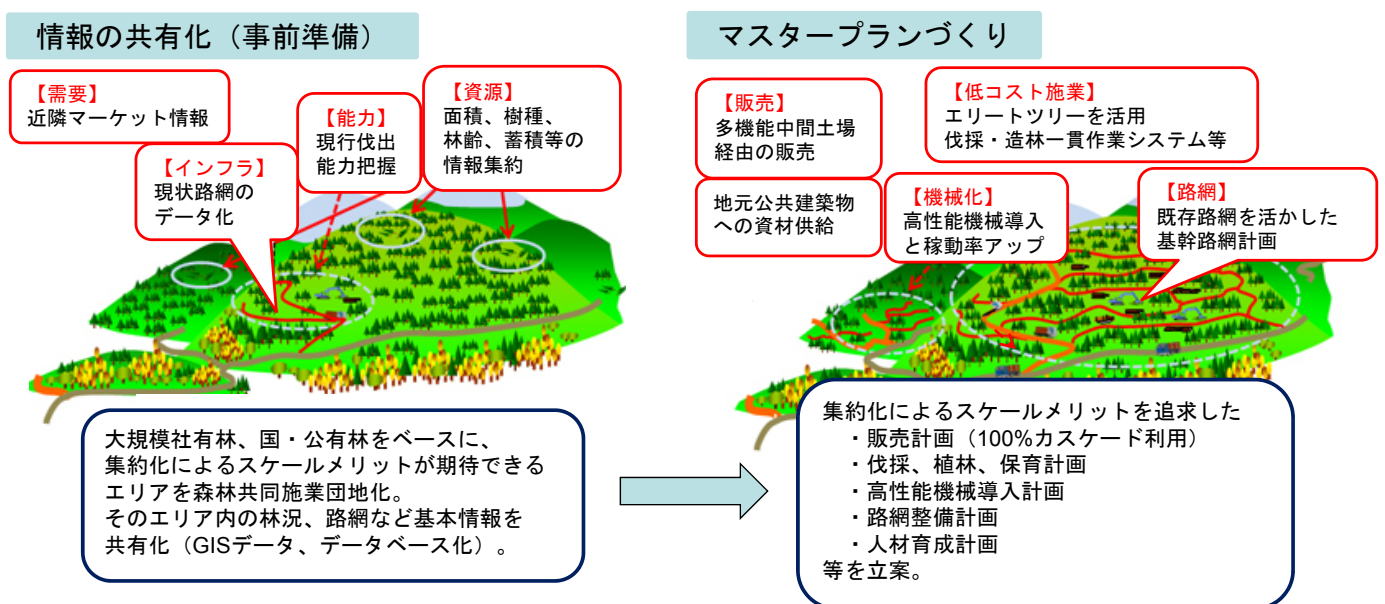 情報の共有化（事前準備）
【需要】
近隣マーケット情報
【インフラ】
現状路網の
データ化
【能力】
現行伐出
能力把握
【資源】
面積、樹種、
林齢、蓄積等の
情報集約
大規模社有林、国・公有林をベースに、
集約化によるスケールメリットが期待できる
エリアを森林共同施業団地化。
そのエリア内の林況、路網など基本情報を
共有化（GISデータ、データベース化）。
マスタープランづくり
【販売】
多機能中間土場
経由の販売
地元公共建築物
への資材供給
【低コスト施業】
エリートツリーを活用
伐採・造林一貫作業システム等
【機械化】
高性能機械導入
と稼動率アップ
【路網】
既存路網を活かした
基幹路網計画
集約化によるスケールメリットを追求した
・販売計画（100%カスケード利用）
・伐採、植林、保育計画
・高性能機械導入計画
・路網整備計画
・人材育成計画
等を立案。